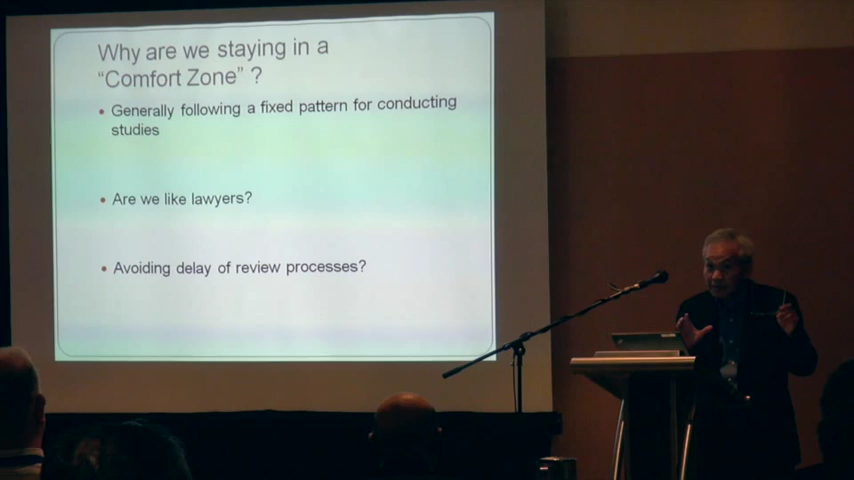 Why are we staying in a
“Comfort Zone” ?
• Generally following a fixed pattern for conducting
studies
• Are we like lawyers?
• Avoiding delay of review processes?